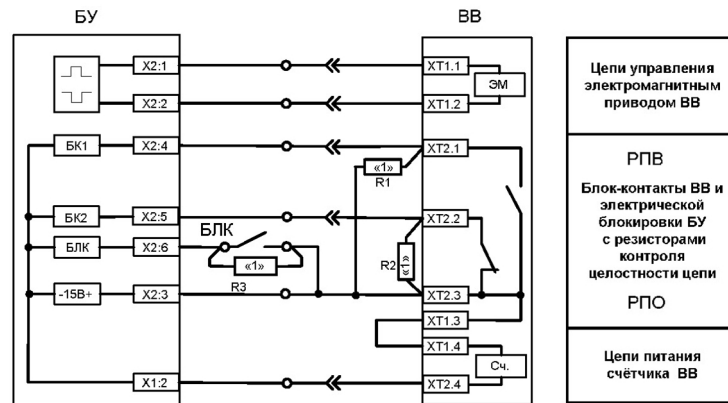 БУ
ВВ
X2:1
XT1.1
ЭМ
X2:2
XT1.2
БК1
X2:4
XT2.1
«1»
R1
БК2
X2:5
XT2.2
БЛК
X2:6
БЛК
«1»
R3
R2
«1»
-15В+
X2:3
XT2.3
XT1.3
XT1.4
Сч.
X1:2
XT2.4
Цепи управления
электромагнитным
приводом ВВ
РПВ
Блок-контакты ВВ и
электрической
блокировки БУ
с резисторами
контроля
целостности цепи
РПО
Цепи питания
счётчика ВВ